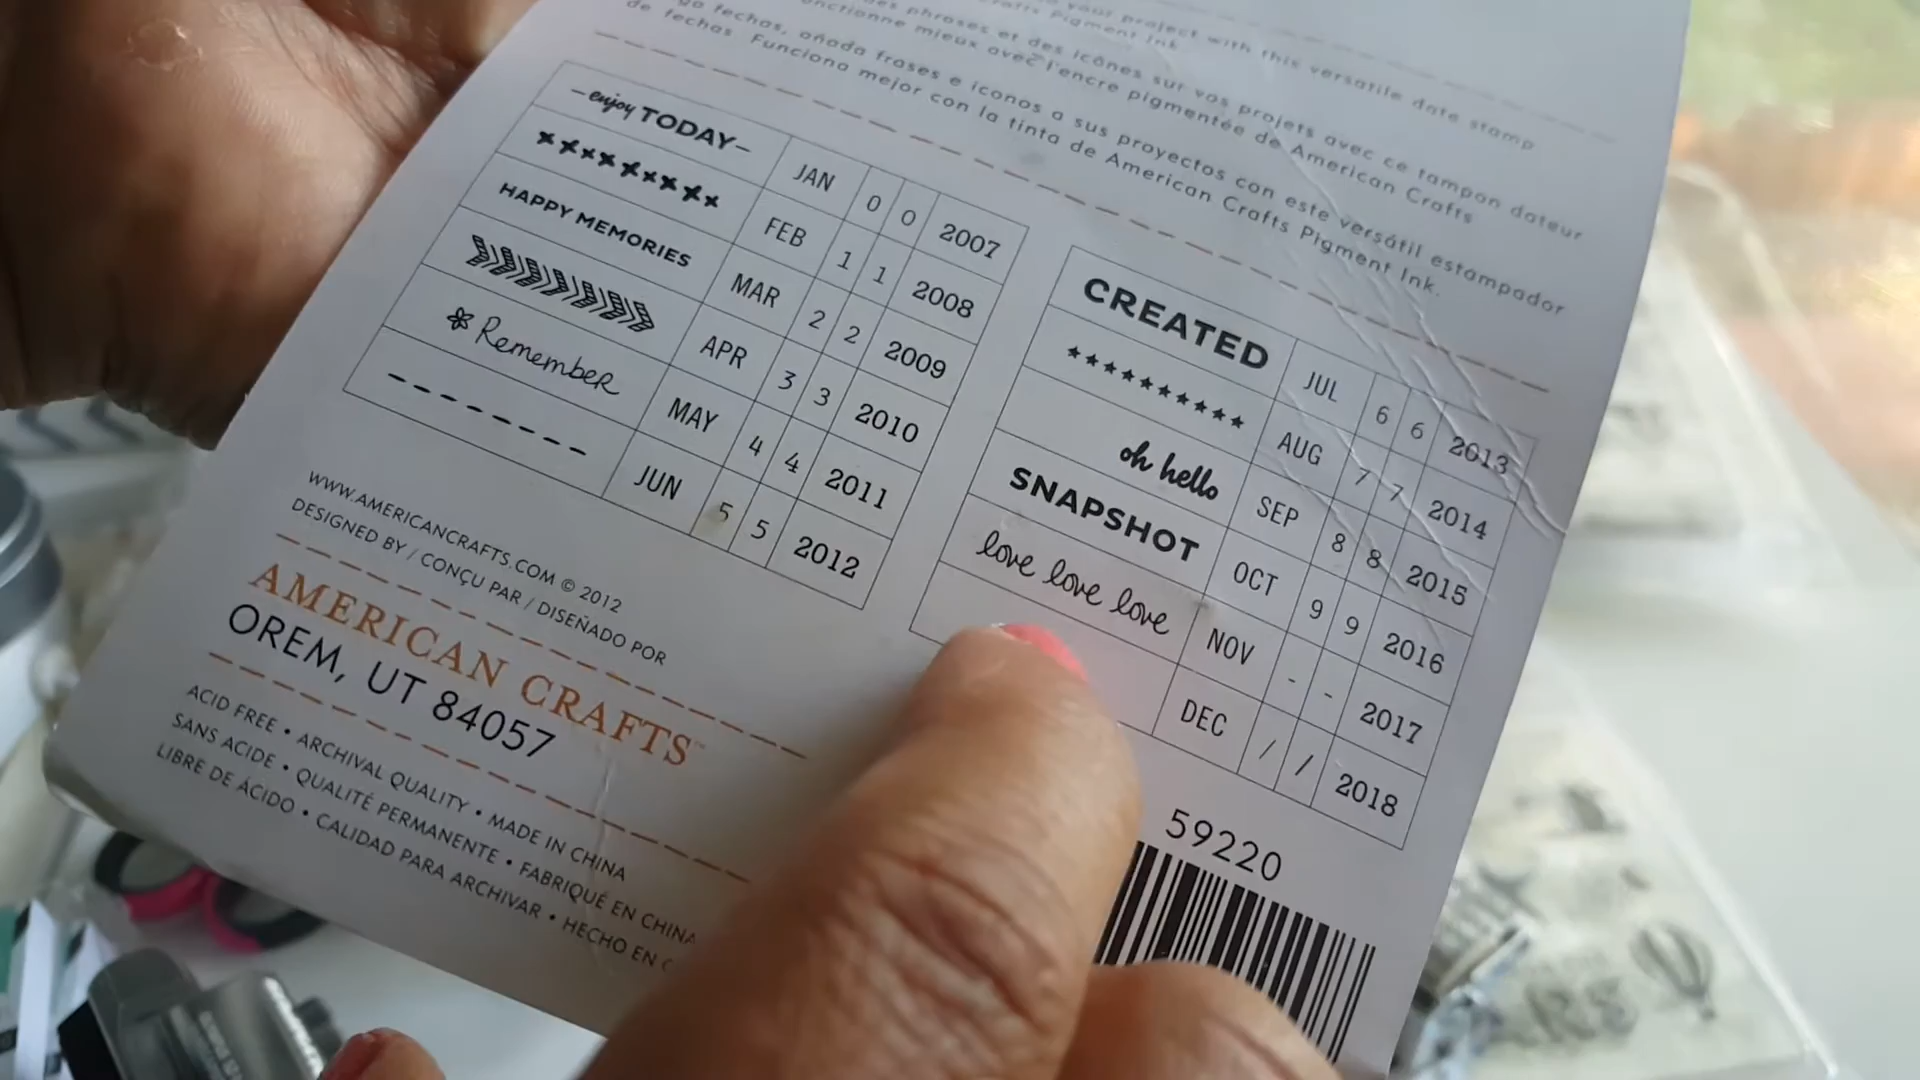 your project with this versatile date stamp
Crafts Pigment Ink
des phrases et des icônes sur vos projets avec ce tampon dateur
fonctionne mieux avec l'encre pigmentée de American Crafts
fechas, añada frases e iconos a sus proyectos con este versátil estampador
de fechas Funciona mejor con la tinta de American Crafts Pigment Ink.
—enjoy TODAY— JAN 0 0 2007
FEB 1 1 2008
HAPPY MEMORIES MAR 2 2 2009
APR 3 3 2010
Remember MAY 4 4 2011
JUN 5 5 2012
CREATED JUL 6 6 2013
AUG 7 7 2014
oh hello SEP 8 8 2015
SNAPSHOT OCT 9 9 2016
love love love NOV - - 2017
DEC / / 2018
WWW.AMERICANCRAFTS.COM © 2012
DESIGNED BY / CONÇU PAR / DISEÑADO POR
AMERICAN CRAFTS™
OREM, UT 84057
ACID FREE • ARCHIVAL QUALITY • MADE IN CHINA
SANS ACIDE • QUALITÉ PERMANENTE • FABRIQUÉ EN CHINA
LIBRE DE ÁCIDO • CALIDAD PARA ARCHIVAR • HECHO EN C
59220